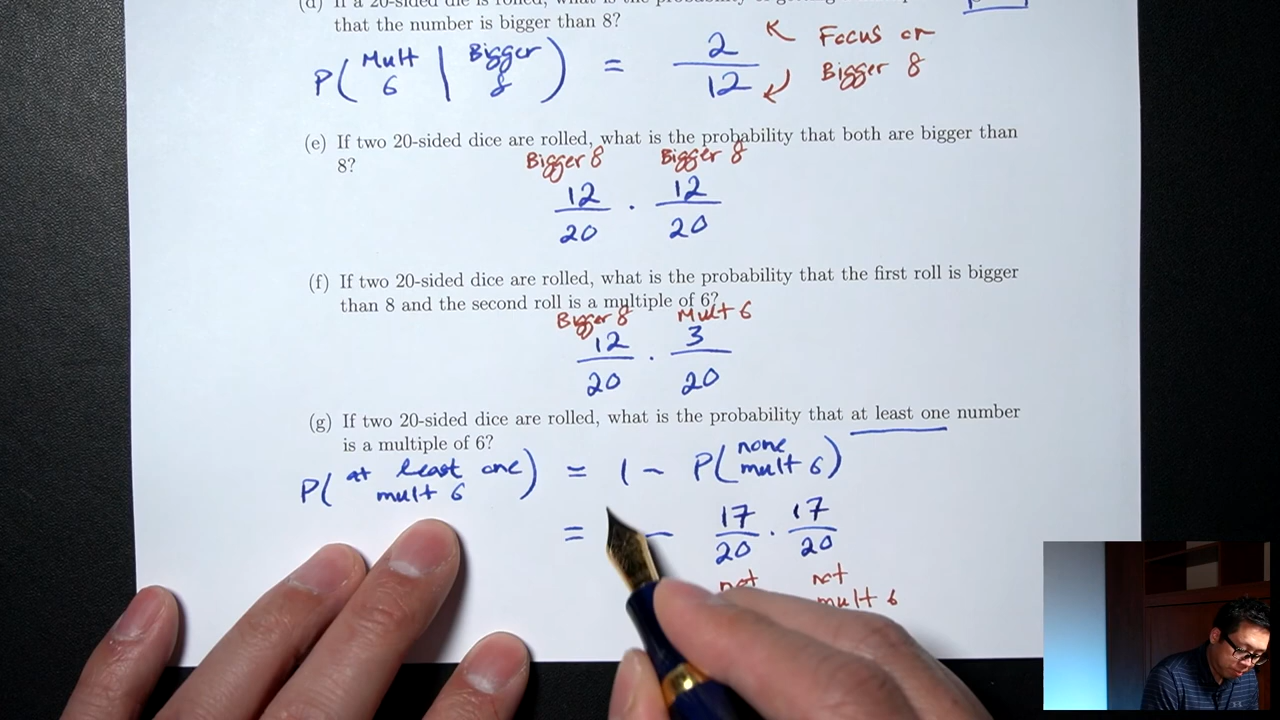 that the number is bigger than 8?
P( Mult 6 | Bigger 8 ) = 2/12 Focus on Bigger 8
(e) If two 20-sided dice are rolled, what is the probability that both are bigger than
8?
Bigger 8 Bigger 8
12/20 · 12/20
(f) If two 20-sided dice are rolled, what is the probability that the first roll is bigger
than 8 and the second roll is a multiple of 6?
Bigger 8 Mult 6
12/20 · 3/20
(g) If two 20-sided dice are rolled, what is the probability that at least one number
is a multiple of 6?
P( at least one mult 6 ) = 1 - P( none mult 6 )
= - 17/20 · 17/20
not not
mult 6